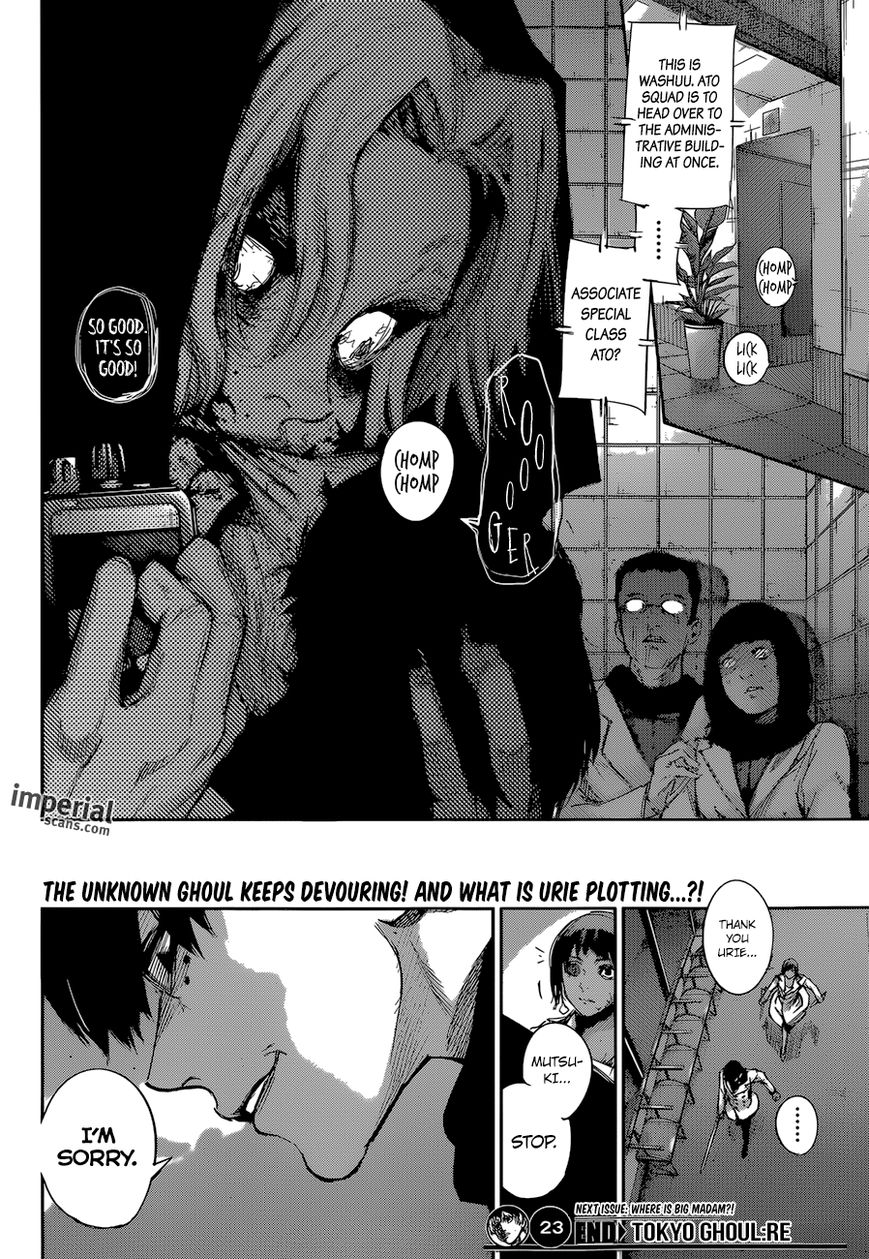 THIS IS
WASHUU. ATO
SQUAD IS TO
HEAD OVER TO
THE ADMINIS-
TRATIVE BUILD-
ING AT ONCE.
......
ASSOCIATE
SPECIAL
CLASS
ATO?
CHOMP
CHOMP
LICK
LICK
ROOOOOGER
CHOMP
CHOMP
SO GOOD.
IT'S SO
GOOD!
imperial
scans.com
THE UNKNOWN GHOUL KEEPS DEVOURING! AND WHAT IS URIE PLOTTING...?!
THANK
YOU
URIE...
......
MUTSU-
KI...
STOP.
I'M
SORRY.
NEXT ISSUE: WHERE IS BIG MADAM?!
23 END> TOKYO GHOUL:RE